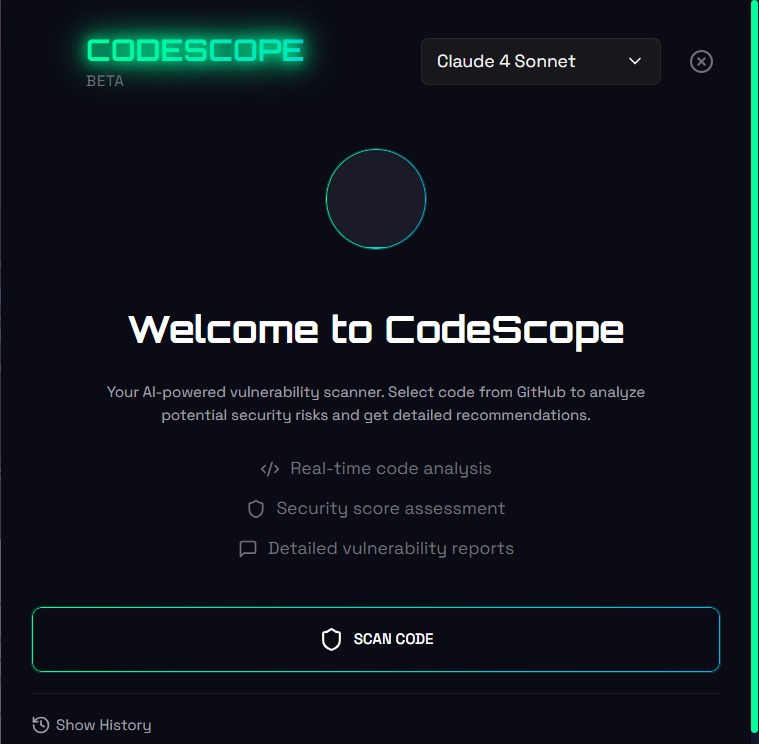 CODESCOPE
BETA
Claude 4 Sonnet
Welcome to CodeScope
Your AI-powered vulnerability scanner. Select code from GitHub to analyze
potential security risks and get detailed recommendations.
Real-time code analysis
Security score assessment
Detailed vulnerability reports
SCAN CODE
Show History